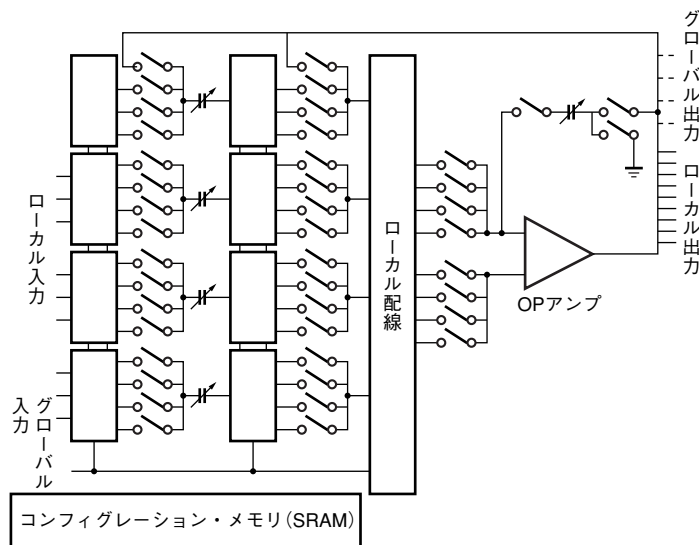 グローバル出力
ローカル出力
ローカル入力
グローバル
入力
ローカル配線
OPアンプ
コンフィグレーション・メモリ(SRAM)